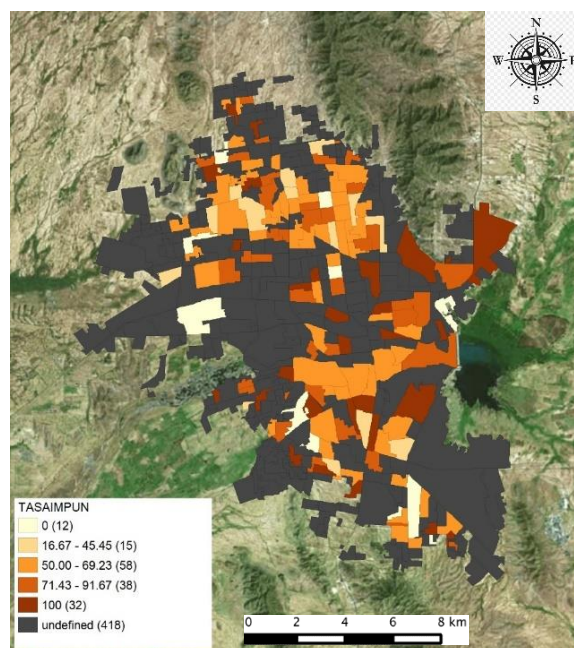 N
W
E
S
TASAIMPUN
0 (12)
16.67 - 45.45 (15)
50.00 - 69.23 (58)
71.43 - 91.67 (38)
100 (32)
undefined (418)
0 2 4 6 8 km